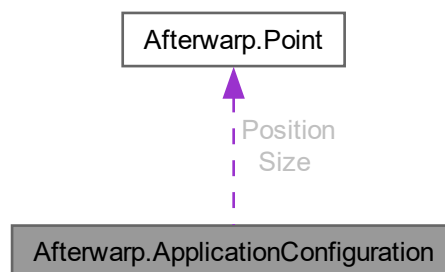 Afterwarp.Point
Position
Size
Afterwarp.ApplicationConfiguration